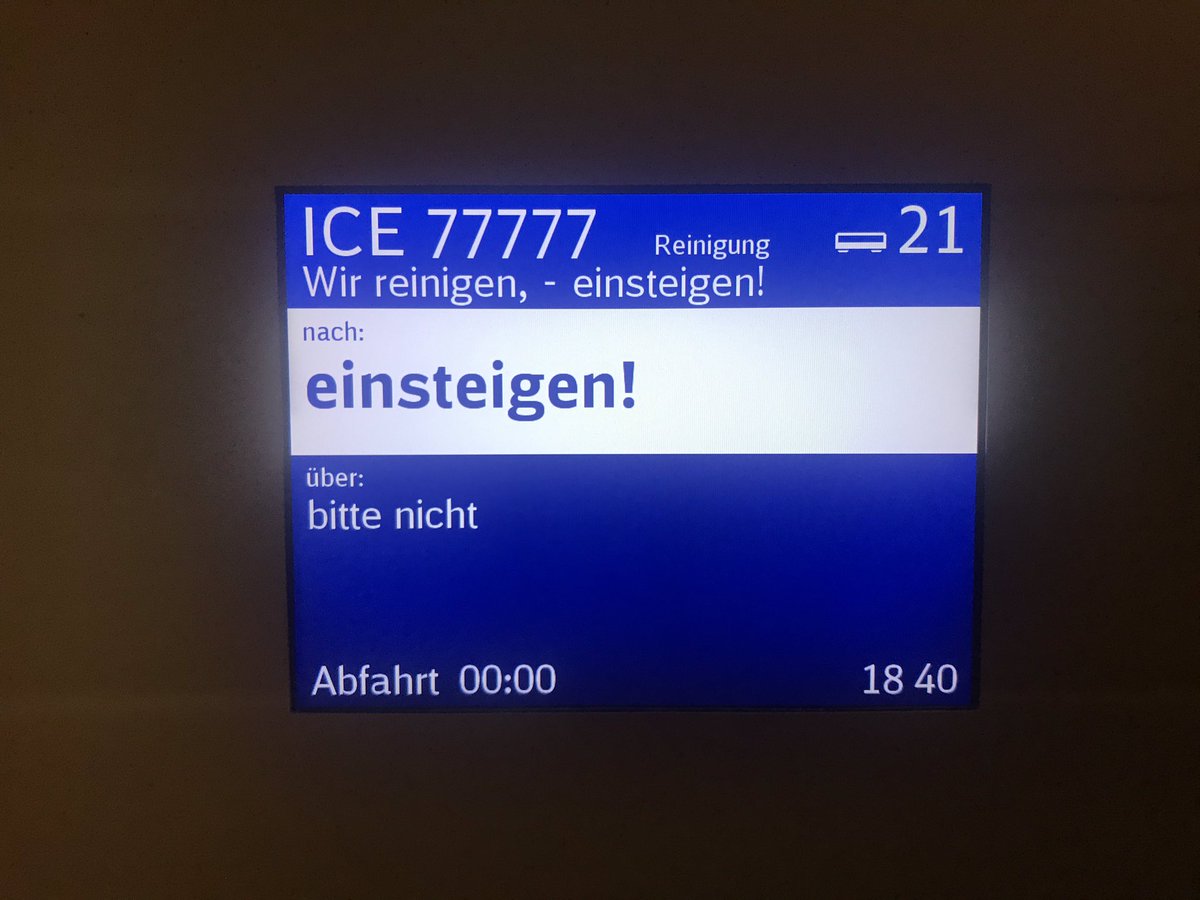 ICE 77777 Reinigung 21
Wir reinigen, - einsteigen!
nach:
einsteigen!
über:
bitte nicht
Abfahrt 00:00 18 40